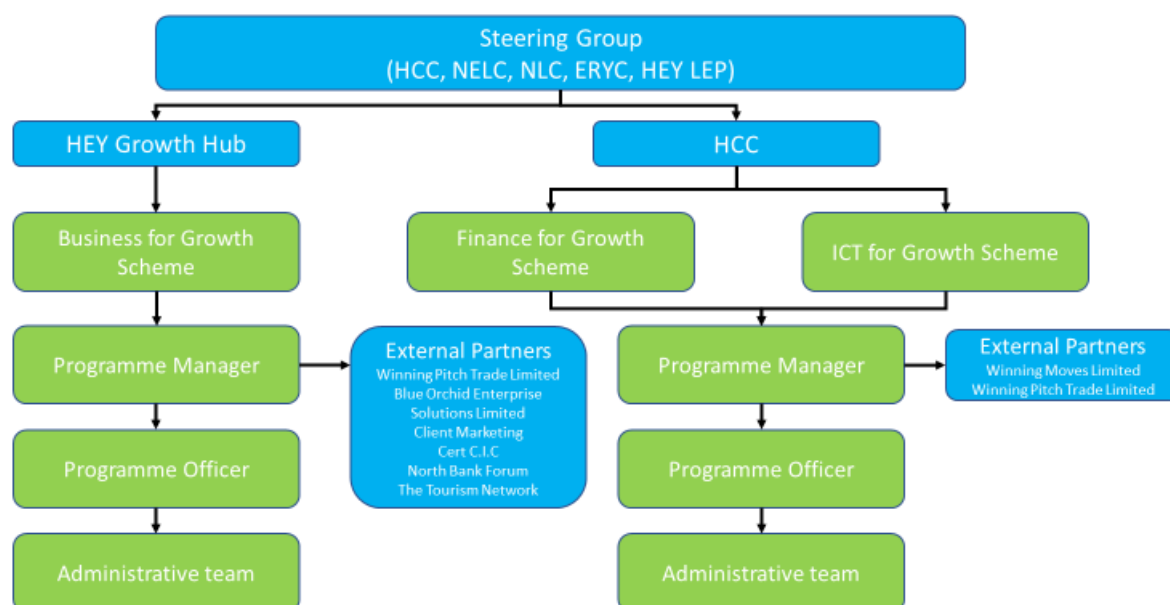 Steering Group
(HCC, NELC, NLC, ERYC, HEY LEP)
HEY Growth Hub
HCC
Business for Growth
Scheme
Finance for Growth
Scheme
ICT for Growth Scheme
Programme Manager
External Partners
Winning Pitch Trade Limited
Blue Orchid Enterprise
Solutions Limited
Client Marketing
Cert C.I.C
North Bank Forum
The Tourism Network
Programme Manager
External Partners
Winning Moves Limited
Winning Pitch Trade Limited
Programme Officer
Programme Officer
Administrative team
Administrative team